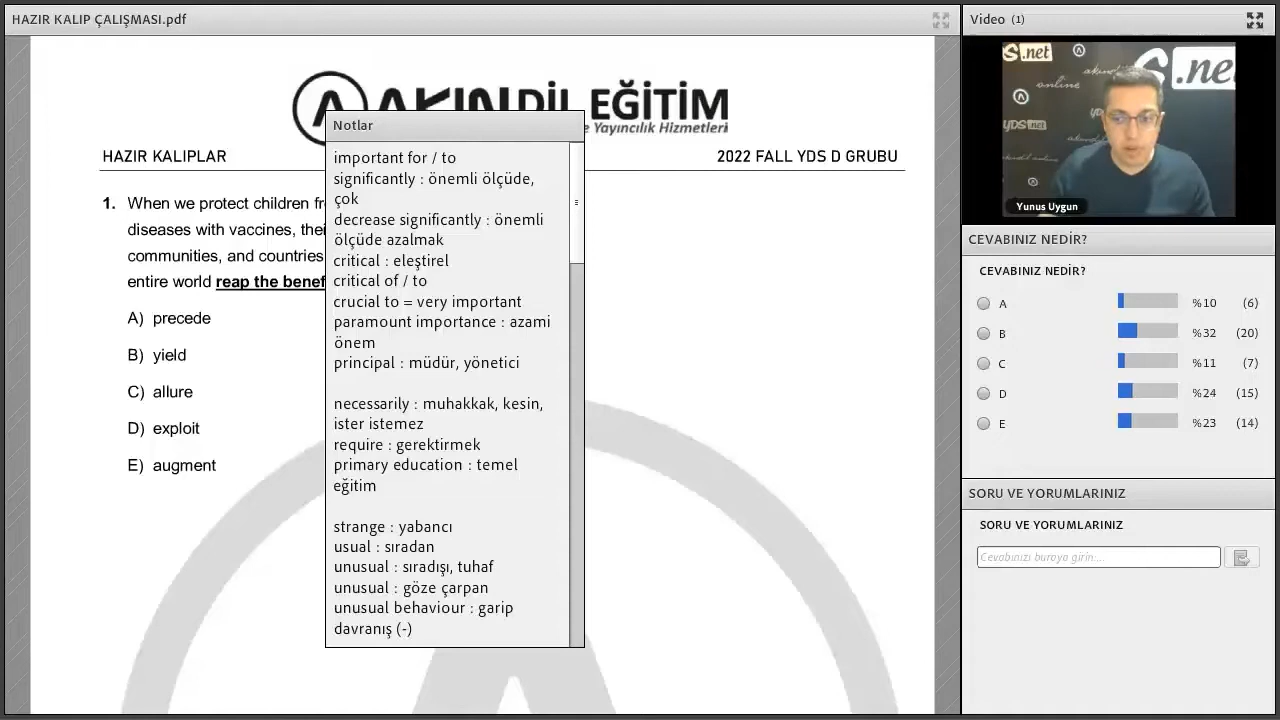 HAZIR KALIP ÇALIŞMASI.pdf
AKIN DİL EĞİTİM
e Yayıncılık Hizmetleri
HAZIR KALIPLAR
2022 FALL YDS D GRUBU
1. When we protect children fr
diseases with vaccines, thei
communities, and countries
entire world reap the benef
A) precede
B) yield
C) allure
D) exploit
E) augment
Notlar
important for / to
significantly : önemli ölçüde,
çok
decrease significantly : önemli
ölçüde azalmak
critical : eleştirel
critical of / to
crucial to = very important
paramount importance : azami
önem
principal : müdür, yönetici
necessarily : muhakkak, kesin,
ister istemez
require : gerektirmek
primary education : temel
eğitim
strange : yabancı
usual : sıradan
unusual : sıradışı, tuhaf
unusual : göze çarpan
unusual behaviour : garip
davranış (-)
Video (1)
S.net
online
YDS.net
S.ne
Yunus Uygun
CEVABINIZ NEDİR?
CEVABINIZ NEDİR?
A %10 (6)
B %32 (20)
C %11 (7)
D %24 (15)
E %23 (14)
SORU VE YORUMLARINIZ
SORU VE YORUMLARINIZ
Cevabınızı buraya girin:...